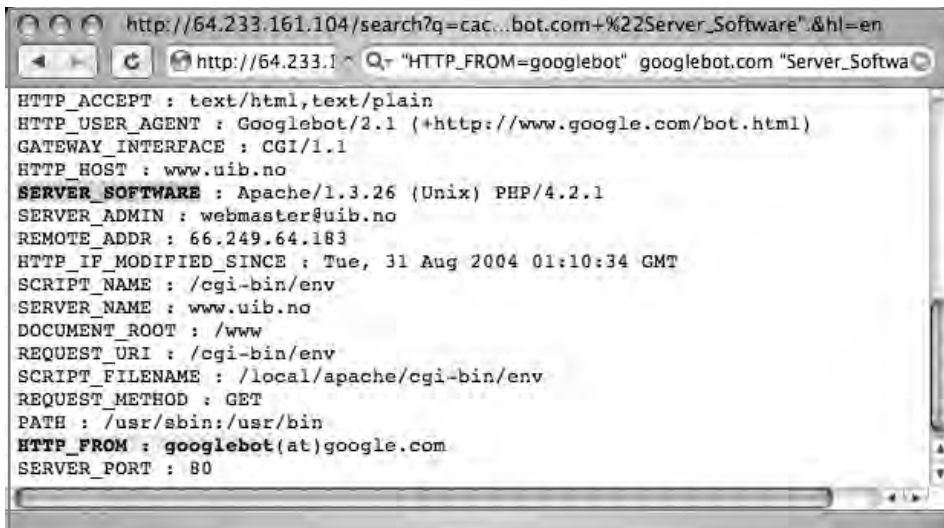 http://64.233.161.104/search?q=cac...bot.com+%22Server_Software".&hl=en
http://64.233.1 "HTTP_FROM=googlebot" googlebot.com "Server_Softwa
HTTP_ACCEPT : text/html,text/plain
HTTP_USER_AGENT : Googlebot/2.1 (+http://www.google.com/bot.html)
GATEWAY_INTERFACE : CGI/1.1
HTTP_HOST : www.uib.no
SERVER_SOFTWARE : Apache/1.3.26 (Unix) PHP/4.2.1
SERVER_ADMIN : webmaster@uib.no
REMOTE_ADDR : 66.249.64.183
HTTP_IF_MODIFIED_SINCE : Tue, 31 Aug 2004 01:10:34 GMT
SCRIPT_NAME : /cgi-bin/env
SERVER_NAME : www.uib.no
DOCUMENT_ROOT : /www
REQUEST_URI : /cgi-bin/env
SCRIPT_FILENAME : /local/apache/cgi-bin/env
REQUEST_METHOD : GET
PATH : /usr/sbin:/usr/bin
HTTP_FROM : googlebot(at)google.com
SERVER_PORT : 80